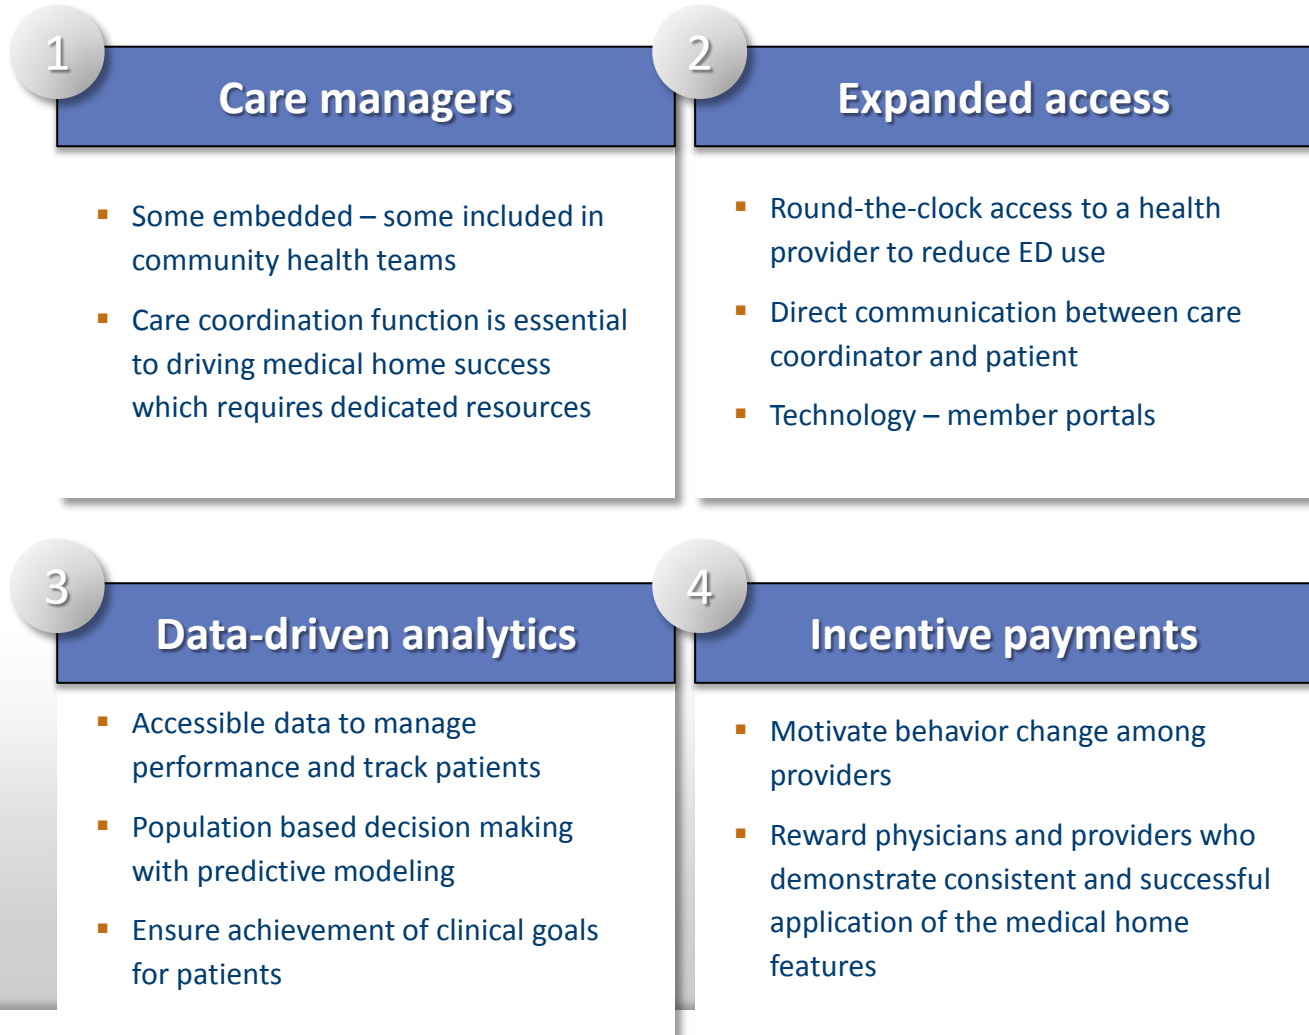 1
Care managers
▪ Some embedded – some included in
community health teams
▪ Care coordination function is essential
to driving medical home success
which requires dedicated resources
2
Expanded access
▪ Round-the-clock access to a health
provider to reduce ED use
▪ Direct communication between care
coordinator and patient
▪ Technology – member portals
3
Data-driven analytics
▪ Accessible data to manage
performance and track patients
▪ Population based decision making
with predictive modeling
▪ Ensure achievement of clinical goals
for patients
4
Incentive payments
▪ Motivate behavior change among
providers
▪ Reward physicians and providers who
demonstrate consistent and successful
application of the medical home
features